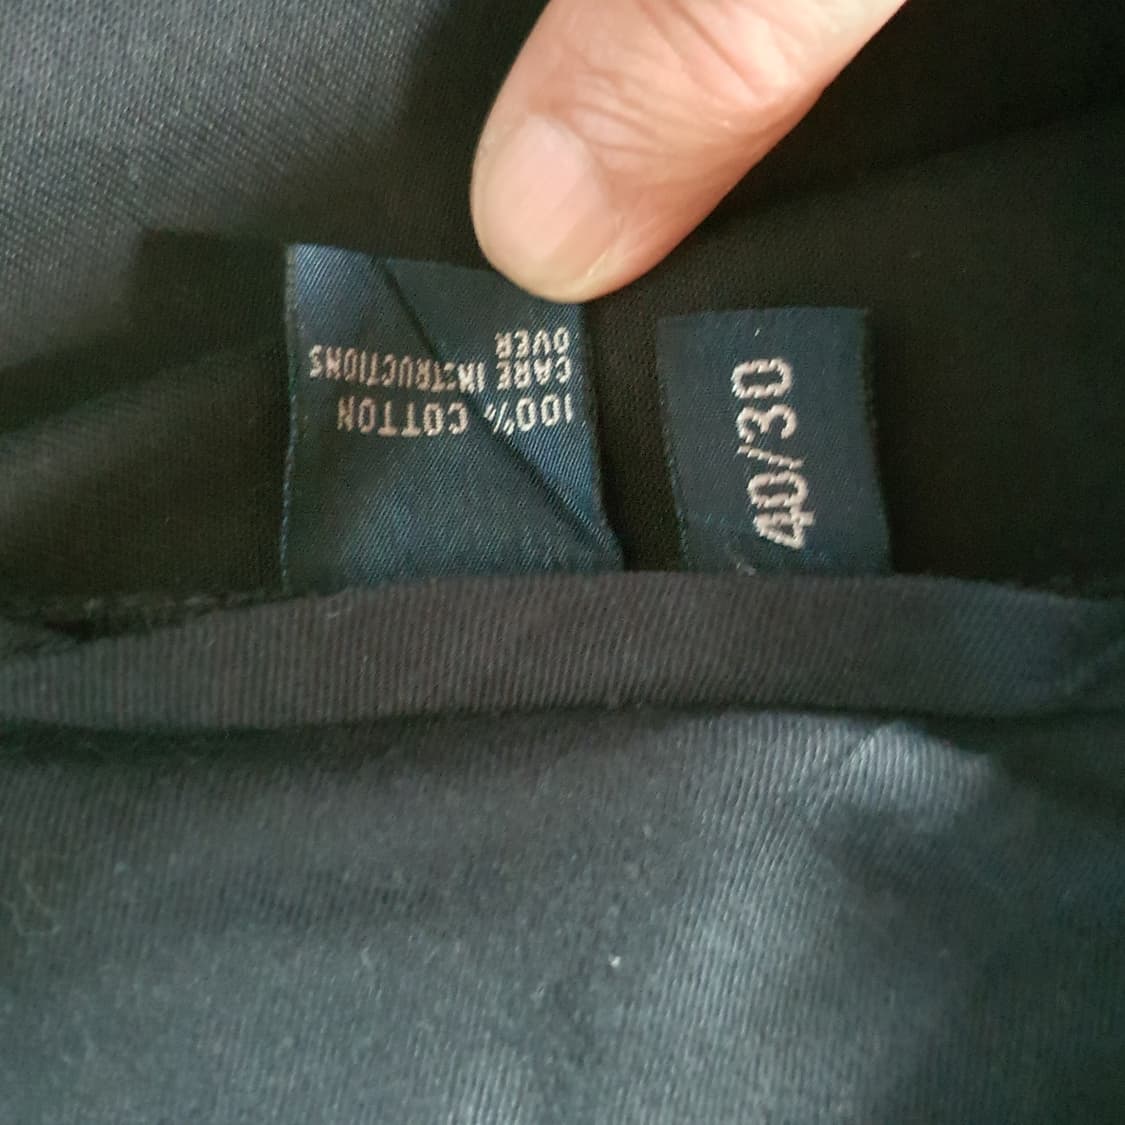 100% COTTON
CARE INSTRUCTIONS
OVER
40/30